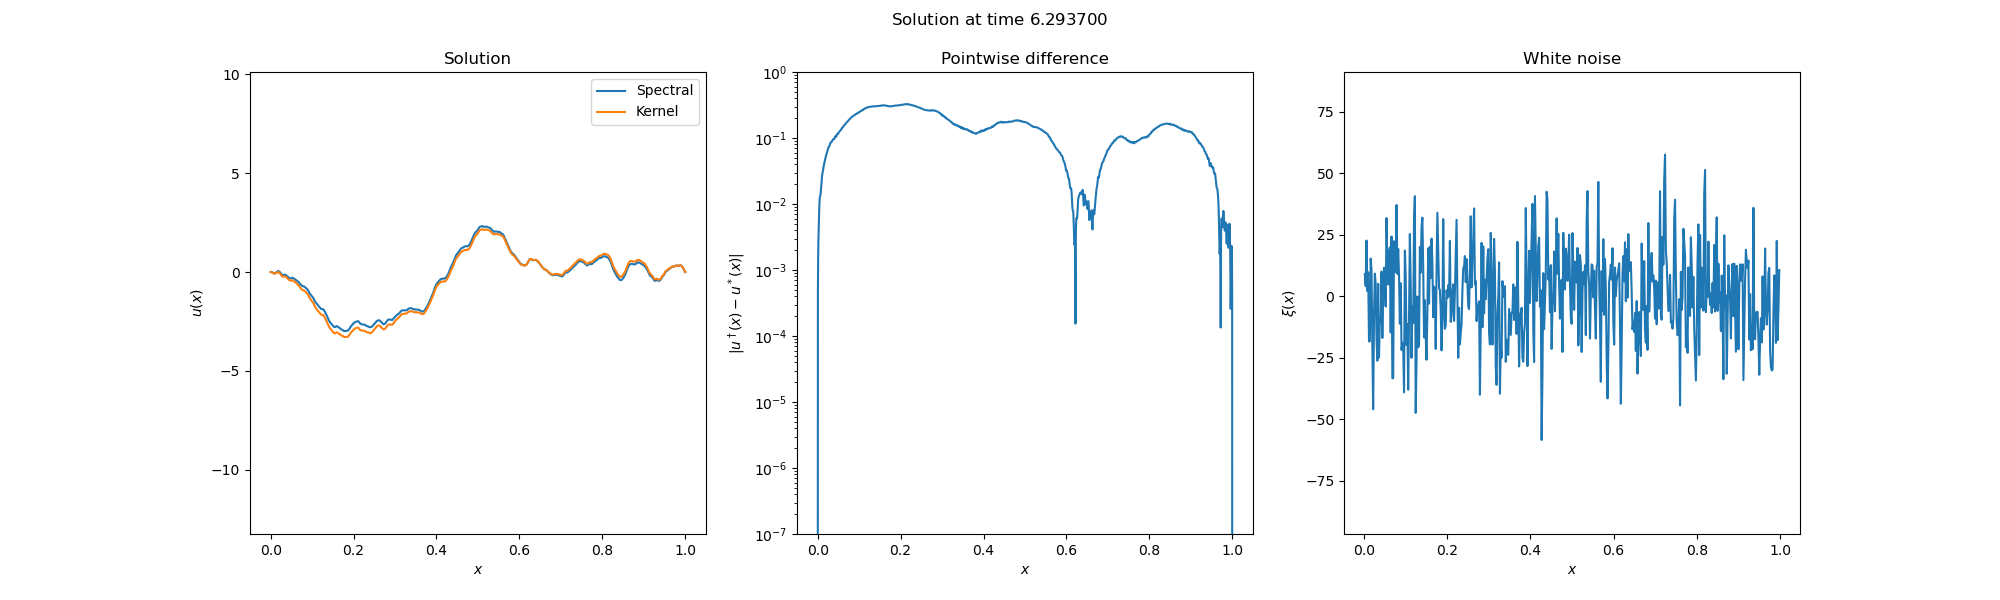 Solution at time 6.293700
Solution
10
5
0
−5
−10
u(x)
0.0 0.2 0.4 0.6 0.8 1.0
x
Spectral
Kernel
Pointwise difference
10⁰
10⁻¹
10⁻²
10⁻³
10⁻⁴
10⁻⁵
10⁻⁶
10⁻⁷
|u†(x) − u*(x)|
0.0 0.2 0.4 0.6 0.8 1.0
x
White noise
75
50
25
0
−25
−50
−75
ξ(x)
0.0 0.2 0.4 0.6 0.8 1.0
x